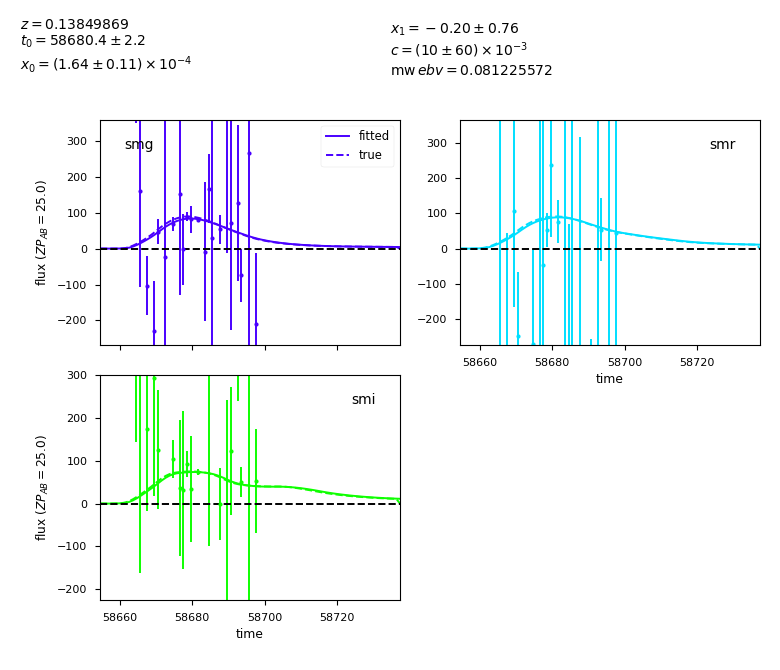 z = 0.13849869
t₀ = 58680.4 ± 2.2
x₀ = (1.64 ± 0.11) × 10⁻⁴
x₁ = −0.20 ± 0.76
c = (10 ± 60) × 10⁻³
mw ebv = 0.081225572
smg
fitted
true
300
200
100
0
−100
−200
flux (ZP_AB = 25.0)
smr
300
200
100
0
−100
−200
58660 58680 58700 58720
time
smi
300
200
100
0
−100
−200
flux (ZP_AB = 25.0)
58660 58680 58700 58720
time